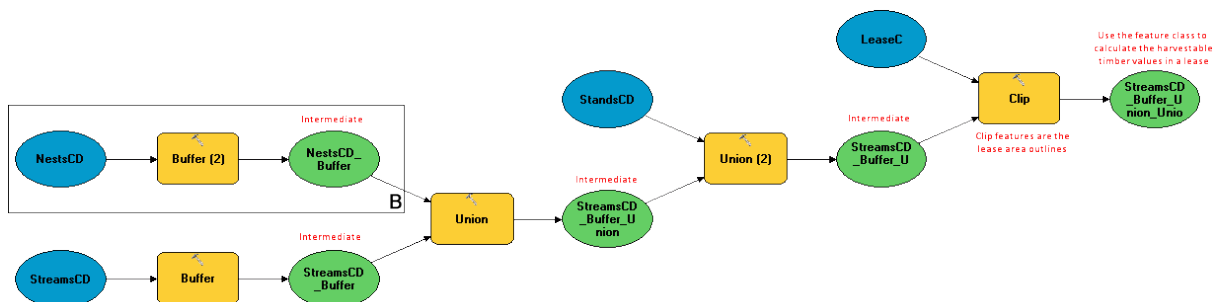 Use the feature class to
calculate the harvestable
timber values in a lease
LeaseC
Clip
StreamsCD
_Buffer_U
nion_Unio
StandsCD
Intermediate
Clip features are the
lease area outlines
Intermediate
NestsCD
Buffer (2)
NestsCD_
Buffer
Union (2)
StreamsCD
_Buffer_U
B
Intermediate
Union
StreamsCD
_Buffer_U
nion
Intermediate
StreamsCD
Buffer
StreamsCD
_Buffer